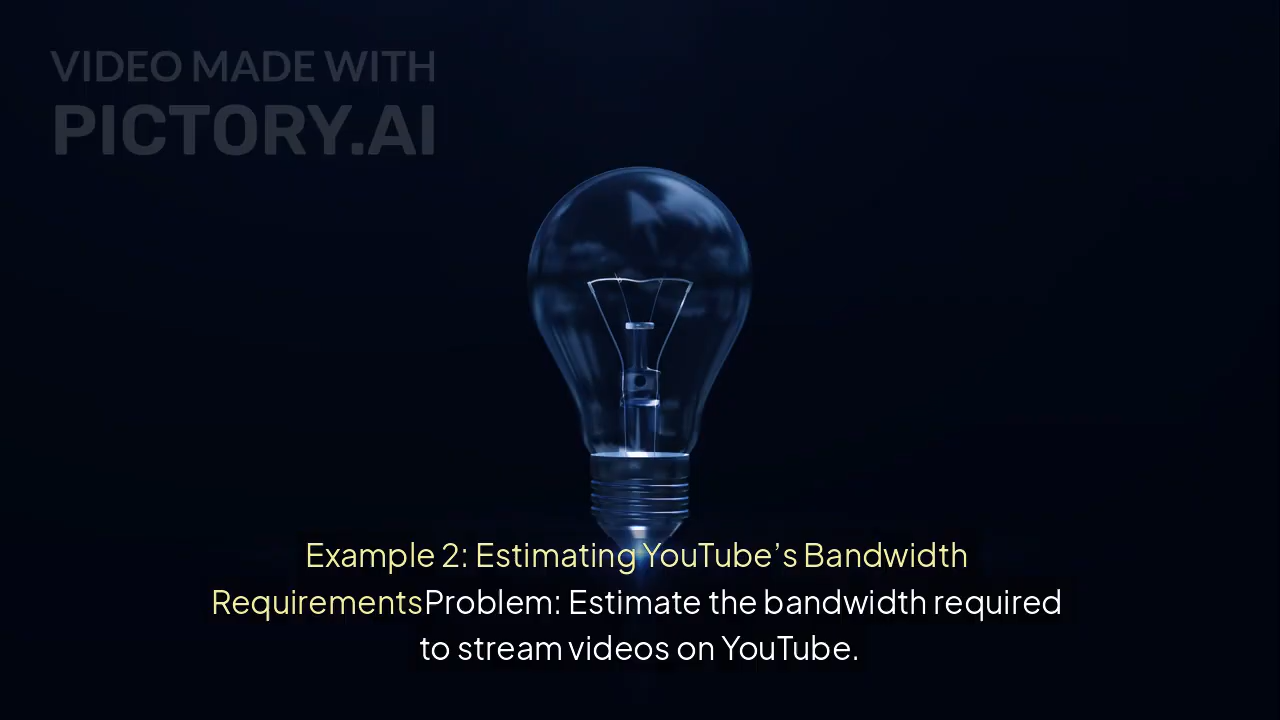 VIDEO MADE WITH
PICTORY.AI
Example 2: Estimating YouTube’s Bandwidth
RequirementsProblem: Estimate the bandwidth required
to stream videos on YouTube.